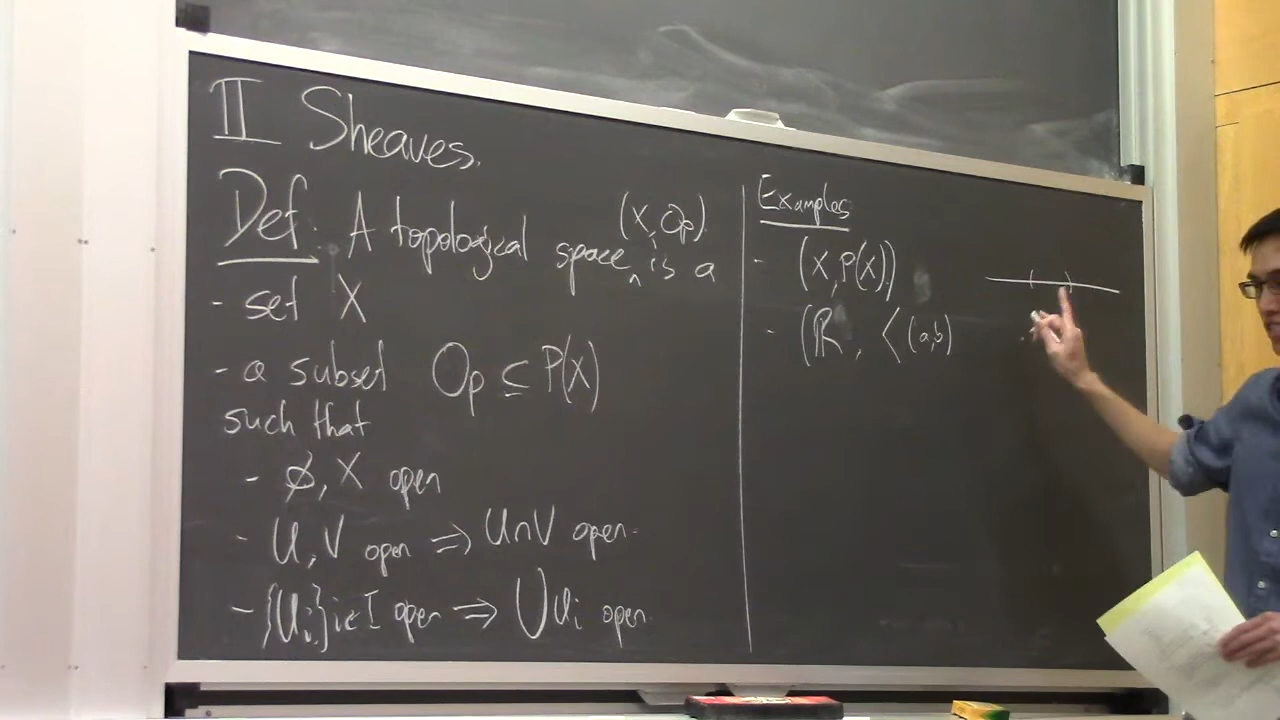 II Sheaves.
Def. A topological space (X, Op) is a
- set X
- a subset Op ⊆ P(X)
such that
- ∅, X open
- U, V open ⇒ U∩V open.
- {Ui}i∈I open ⇒ ⋃Ui open.
Examples
- (X, P(X))
- (ℝ, <(a,b)